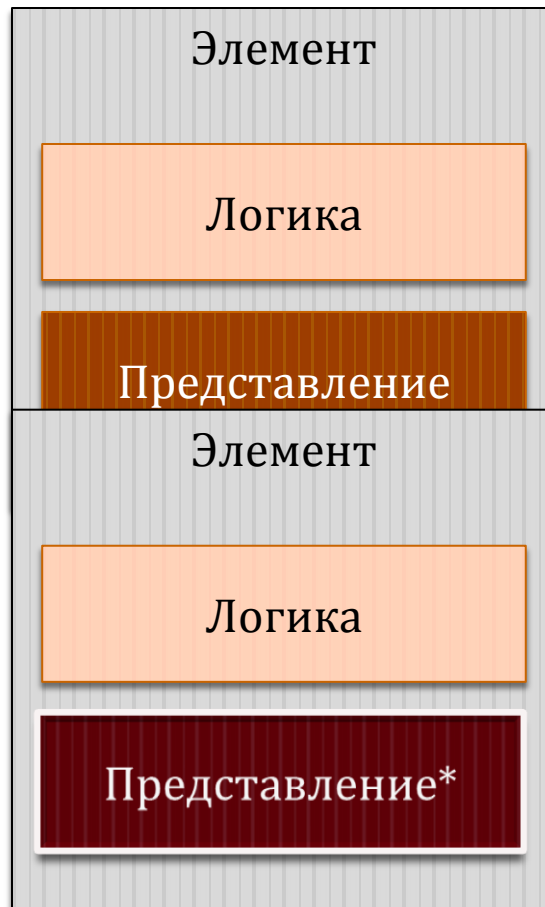 Элемент
Логика
Представление
Элемент
Логика
Представление*